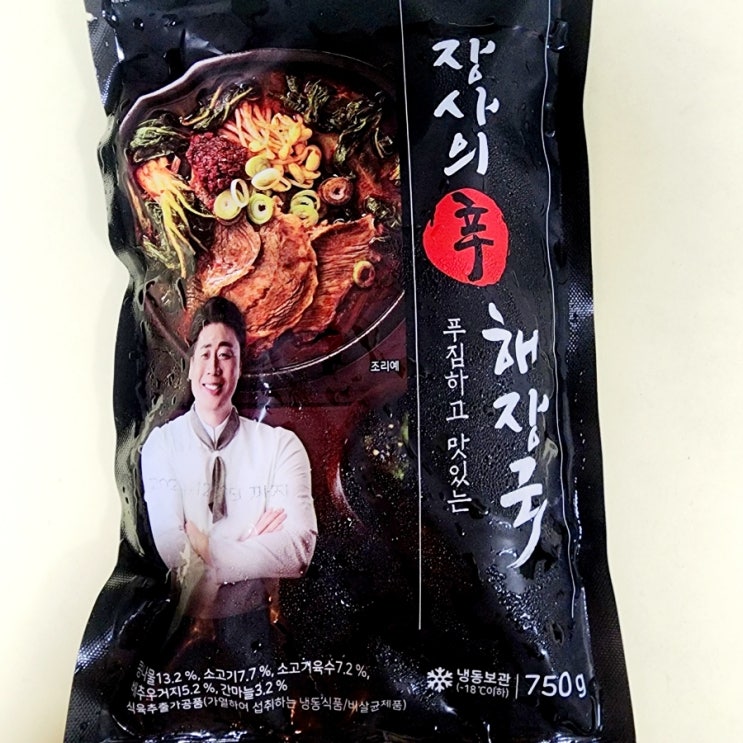 장사의
辛
해장국
푸짐하고 맛있는
조리예
콩나물13.2 %, 소고기7.7 %, 소고기육수7.2 %,
배추우거지5.2 %, 간마늘3.2 %
식육추출가공품(가열하여 섭취하는 냉동식품/비살균제품)
냉동보관
(-18℃이하)
750g